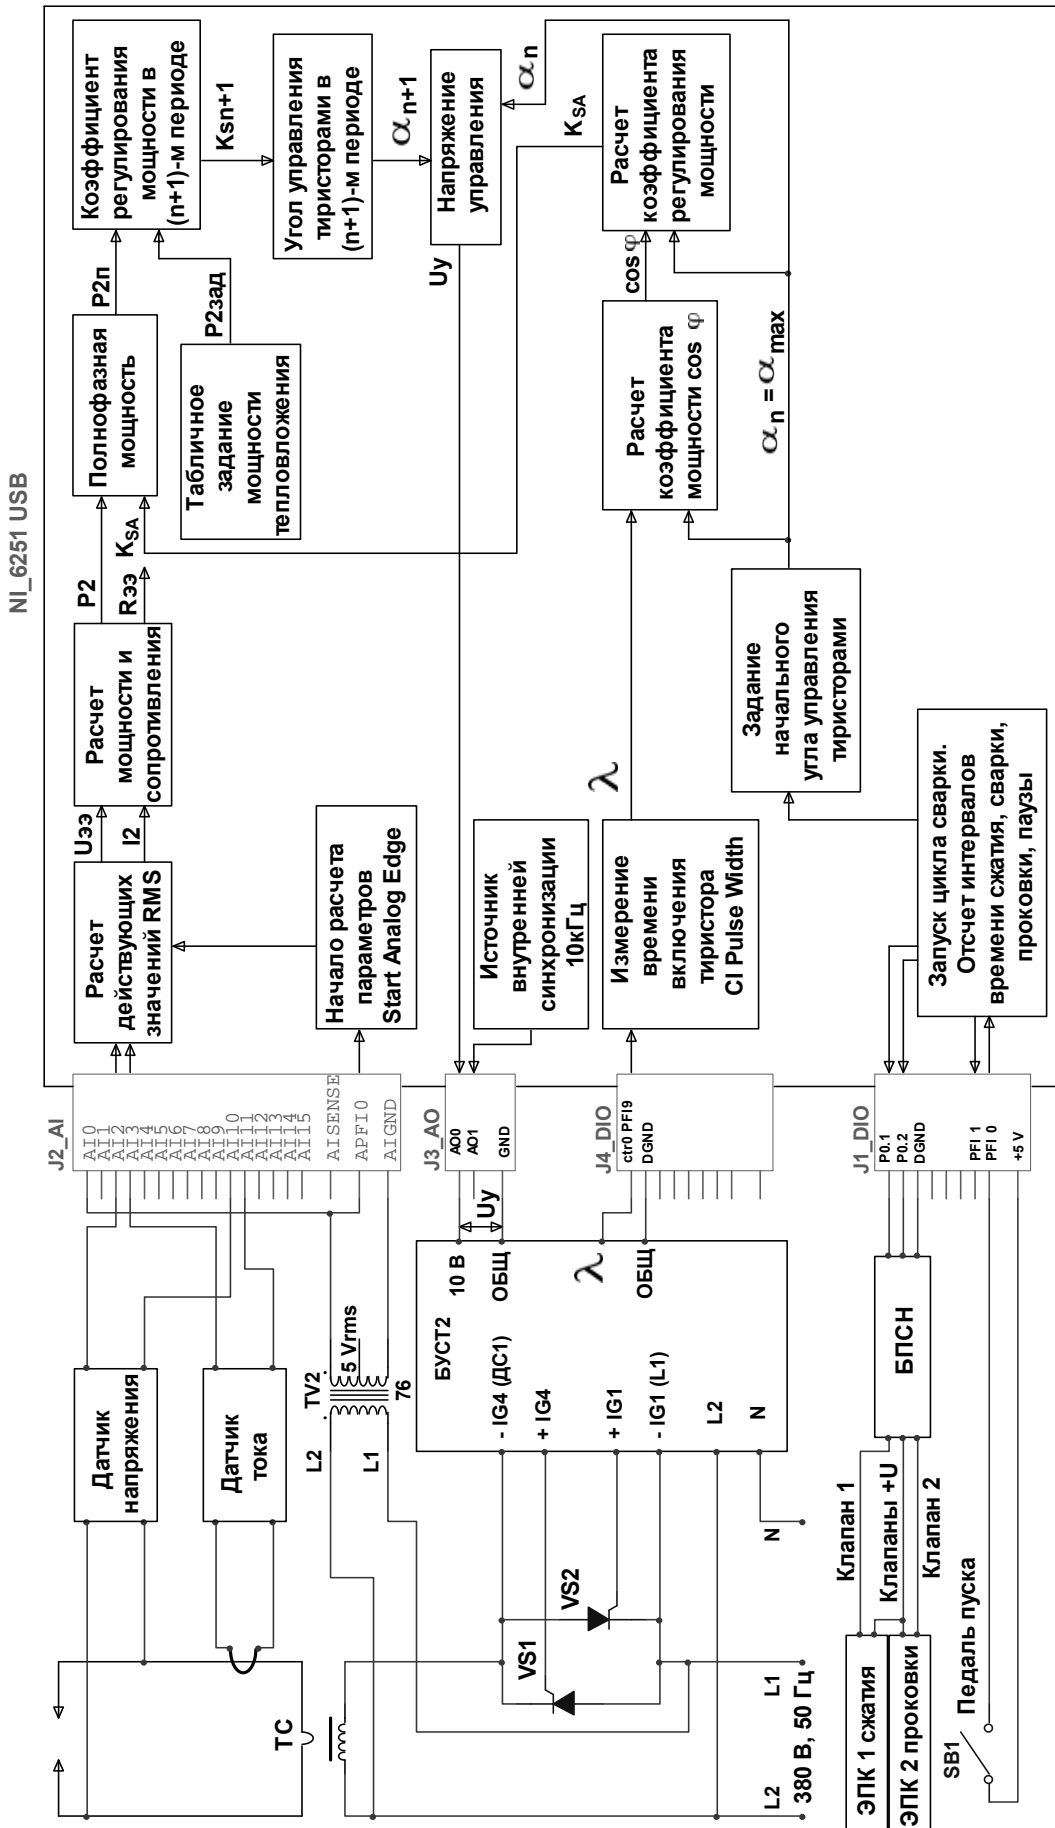 NI_6251 USB
Коэффициент
регулирования
мощности в
(n+1)-м периоде
Ksn+1
Угол управления
тиристорами в
(n+1)-м периоде
αn+1
Напряжение
управления
αn
KSA
Расчет
коэффициента
регулирования
мощности
P2п
P2зад
Uу
cos φ
Полнофазная
мощность
Табличное
задание
мощности
тепловложения
Расчет
коэффициента
мощности cos φ
αn = αmax
P2
Rээ
KSA
Расчет
мощности и
сопротивления
Задание
начального
угла управления
тиристорами
Uээ
I2
λ
Расчет
действующих
значений RMS
Начало расчета
параметров
Start Analog Edge
Источник
внутренней
синхронизации
10кГц
Измерение
времени
включения
тиристора
CI Pulse Width
Запуск цикла сварки.
Отсчет интервалов
времени сжатия, сварки,
проковки, паузы
J2_AI
AI0
AI1
AI2
AI3
AI4
AI5
AI6
AI7
AI8
AI9
AI10
AI11
AI12
AI13
AI14
AI15
AISENSE
APFI0
AIGND
J3_AO
AO0
AO1
GND
J4_DIO
ctr0 PFI9
DGND
J1_DIO
P0.1
P0.2
DGND
PFI 1
PFI 0
+5 V
Uу
Датчик
напряжения
Датчик
тока
TV2
5 Vrms
76
L2
L1
БУСТ2
10 В
ОБЩ
λ
ОБЩ
- IG4 (ДС1)
+ IG4
+ IG1
- IG1 (L1)
L2
N
БПСН
N
VS2
VS1
ТС
L1
L2
380 В, 50 Гц
Клапан 1
Клапаны +U
Клапан 2
ЭПК 1 сжатия
ЭПК 2 проковки
Педаль пуска
SB1